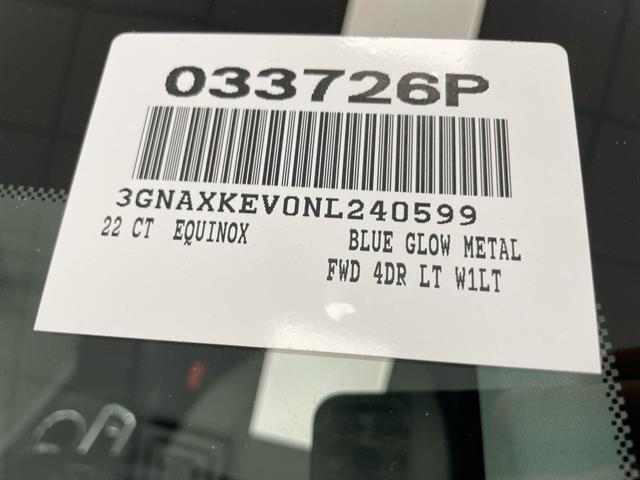 033726P
3GNAXKEV0NL240599
22 CT EQUINOX BLUE GLOW METAL
FWD 4DR LT W1LT